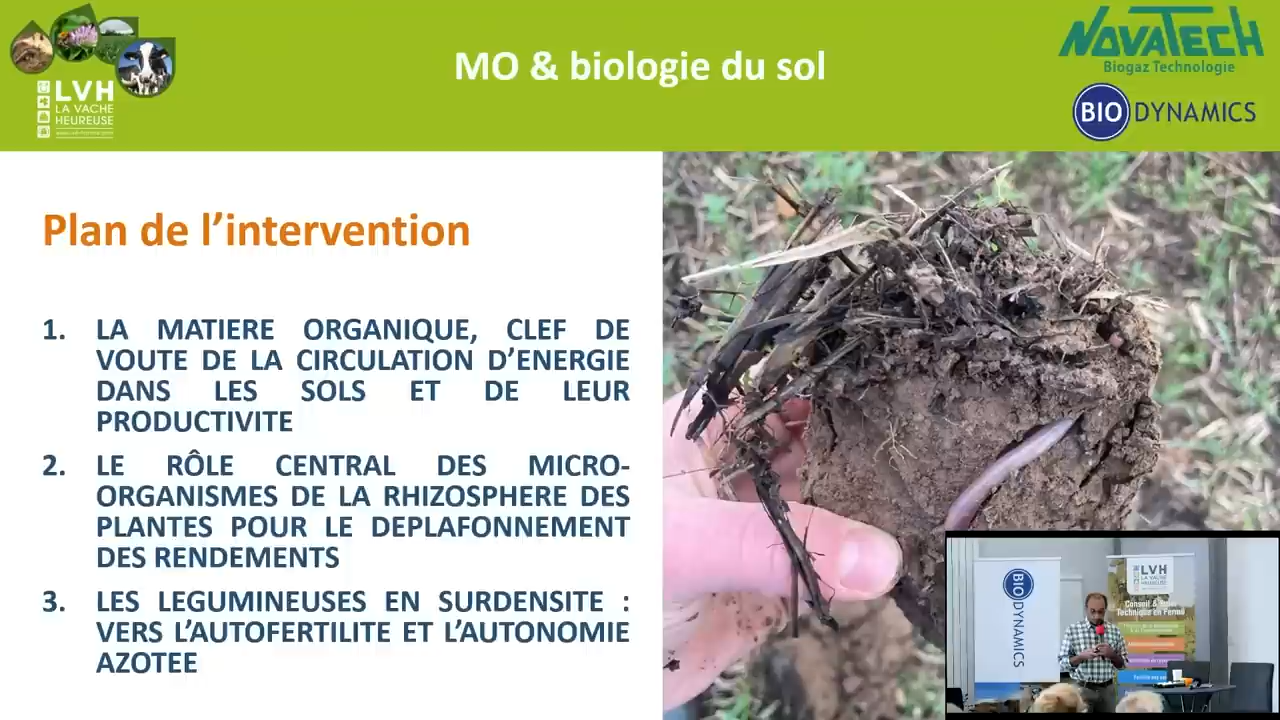 MO & biologie du sol
LVH
LA VACHE
HEUREUSE
NOVATECH
Biogaz Technologie
BIO DYNAMICS
Plan de l’intervention
1. LA MATIERE ORGANIQUE, CLEF DE
VOUTE DE LA CIRCULATION D’ENERGIE
DANS LES SOLS ET DE LEUR
PRODUCTIVITE
2. LE RÔLE CENTRAL DES MICRO-
ORGANISMES DE LA RHIZOSPHERE DES
PLANTES POUR LE DEPLAFONNEMENT
DES RENDEMENTS
3. LES LEGUMINEUSES EN SURDENSITE :
VERS L’AUTOFERTILITE ET L’AUTONOMIE
AZOTEE
BIO DYNAMICS
LVH
LA VACHE
HEUREUSE
Technique en Ferme